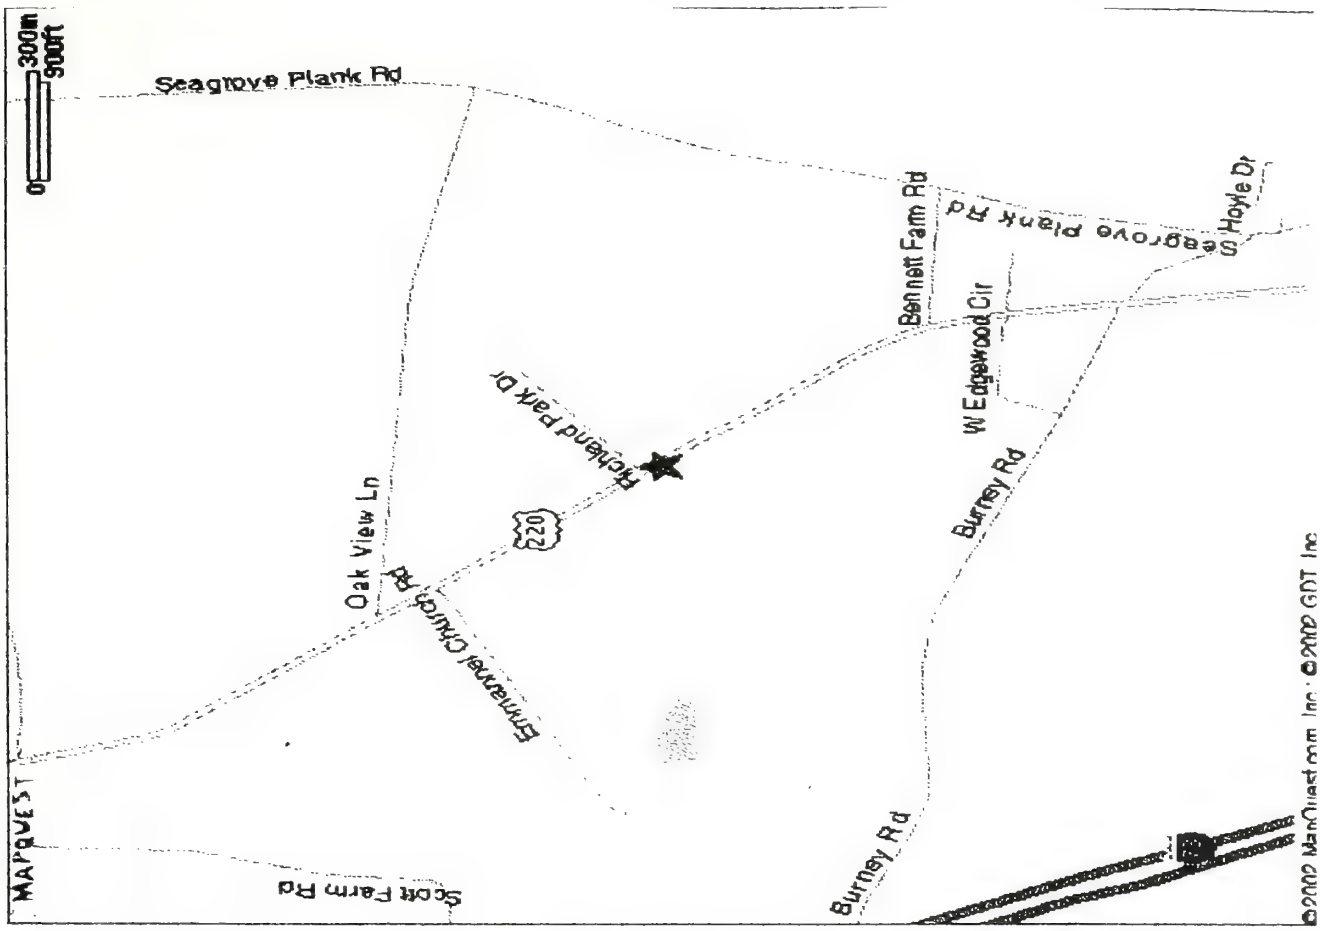 MAPQUEST
0
300m
900ft
Seagrove Plank Rd
Seagrove Plank Rd
S Hoyle Dr
Bennett Farm Rd
W Edgewood Cir
Richland Park Dr
220
Oak View Ln
Emmannel Church Rd
Burney Rd
Burney Rd
Scott Farm Rd
©2002 MapQuest.com, Inc.; ©2002 GDT, Inc.